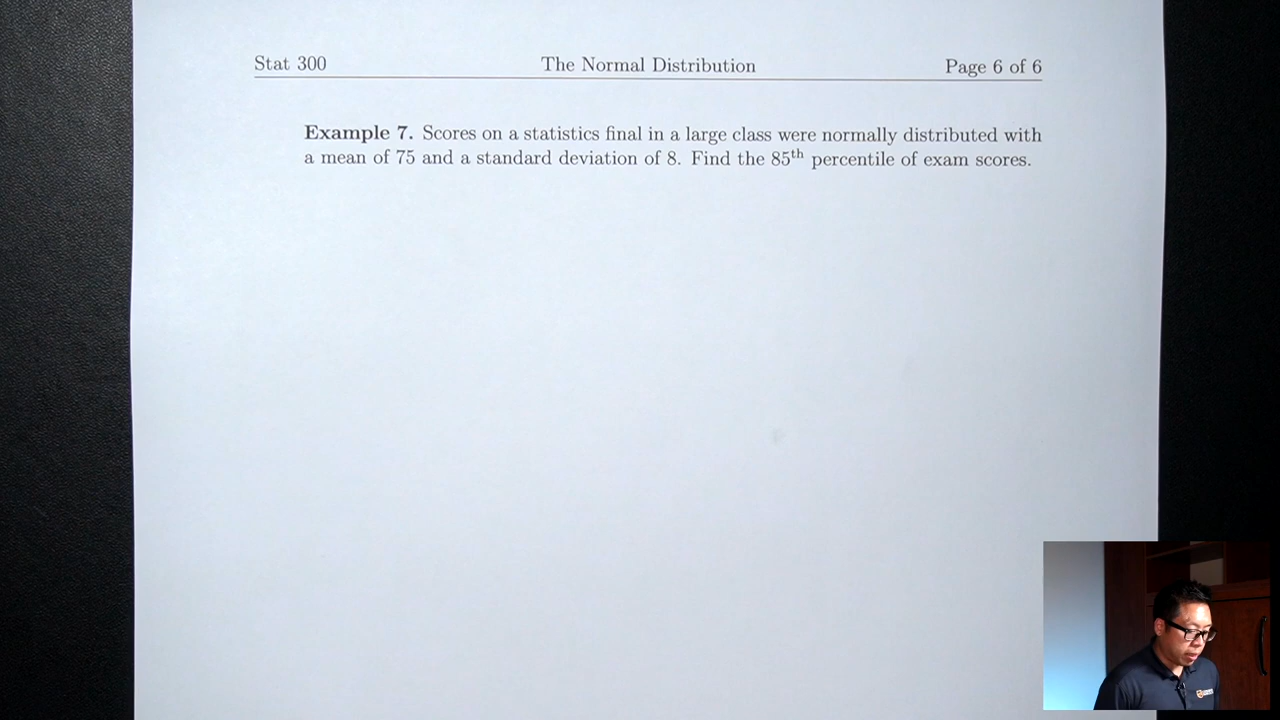 Stat 300 The Normal Distribution Page 6 of 6
Example 7. Scores on a statistics final in a large class were normally distributed with
a mean of 75 and a standard deviation of 8. Find the 85th percentile of exam scores.